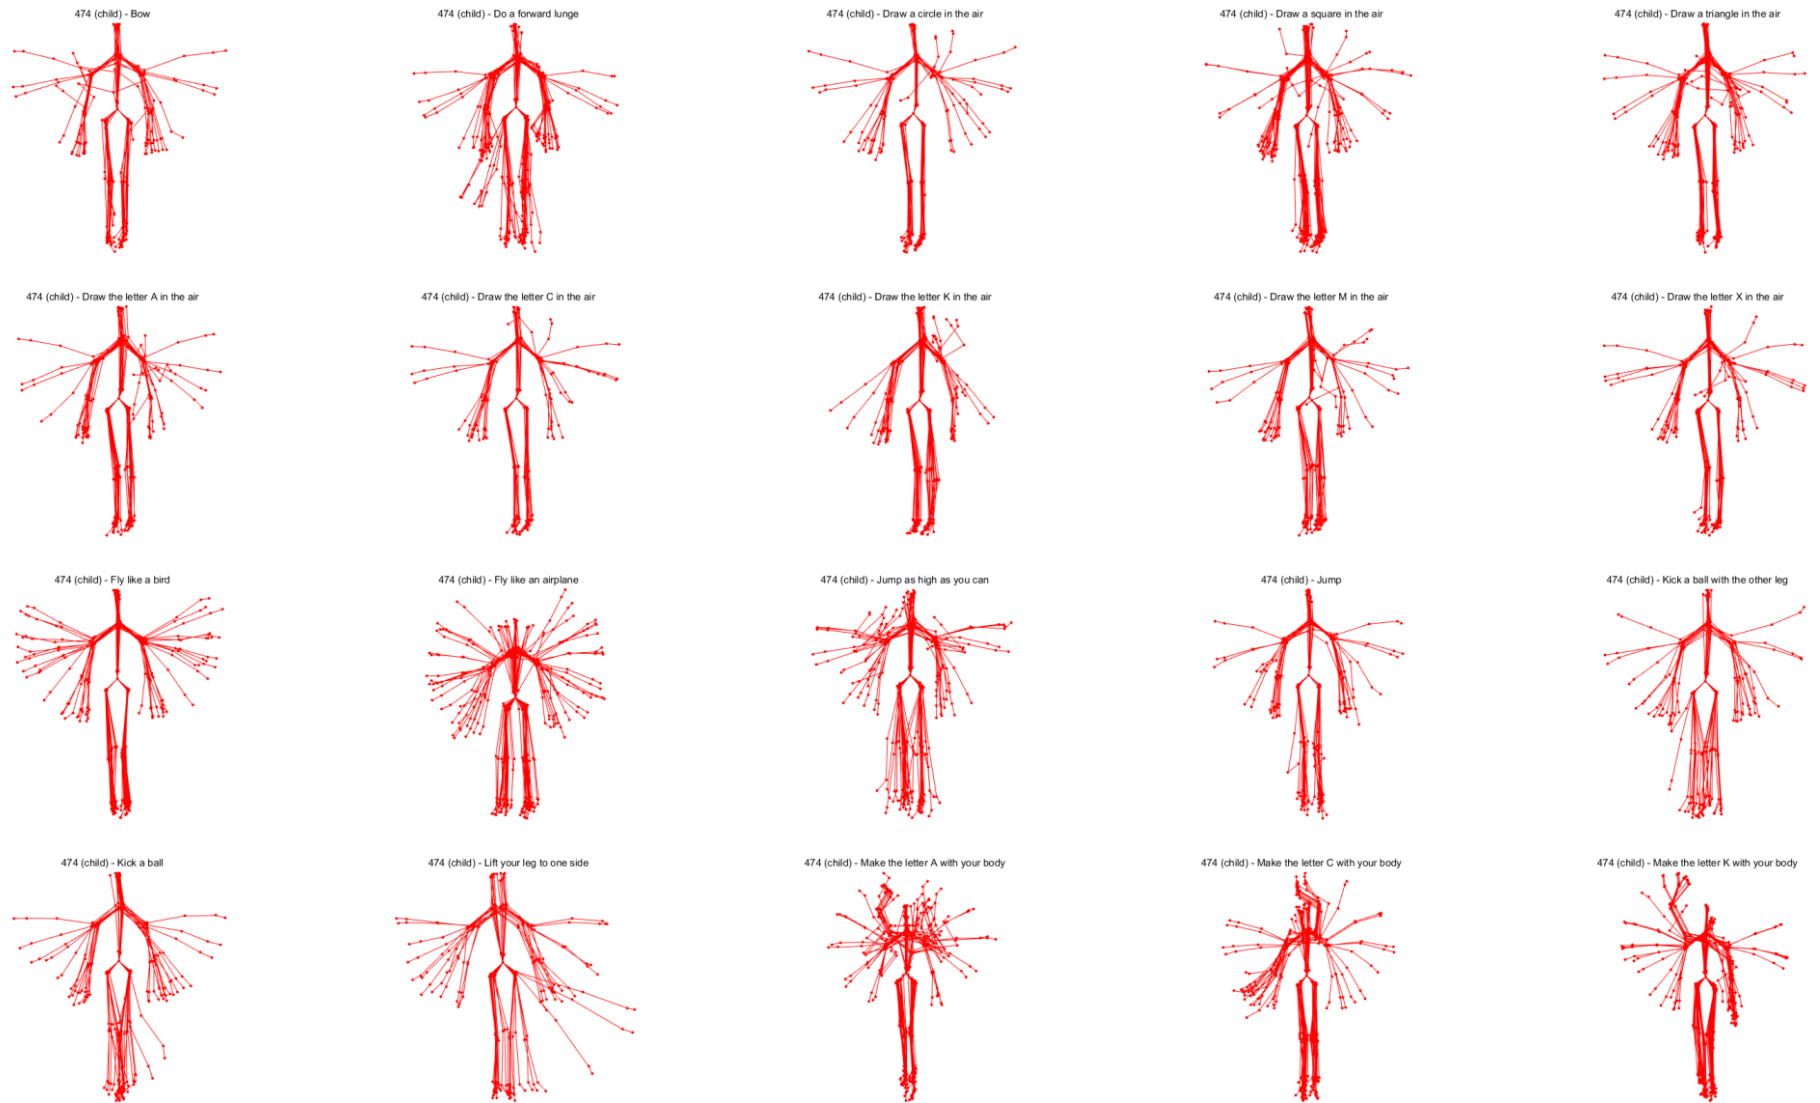 474 (child) - Bow
474 (child) - Do a forward lunge
474 (child) - Draw a circle in the air
474 (child) - Draw a square in the air
474 (child) - Draw a triangle in the air
474 (child) - Draw the letter A in the air
474 (child) - Draw the letter C in the air
474 (child) - Draw the letter K in the air
474 (child) - Draw the letter M in the air
474 (child) - Draw the letter X in the air
474 (child) - Fly like a bird
474 (child) - Fly like an airplane
474 (child) - Jump as high as you can
474 (child) - Jump
474 (child) - Kick a ball with the other leg
474 (child) - Kick a ball
474 (child) - Lift your leg to one side
474 (child) - Make the letter A with your body
474 (child) - Make the letter C with your body
474 (child) - Make the letter K with your body